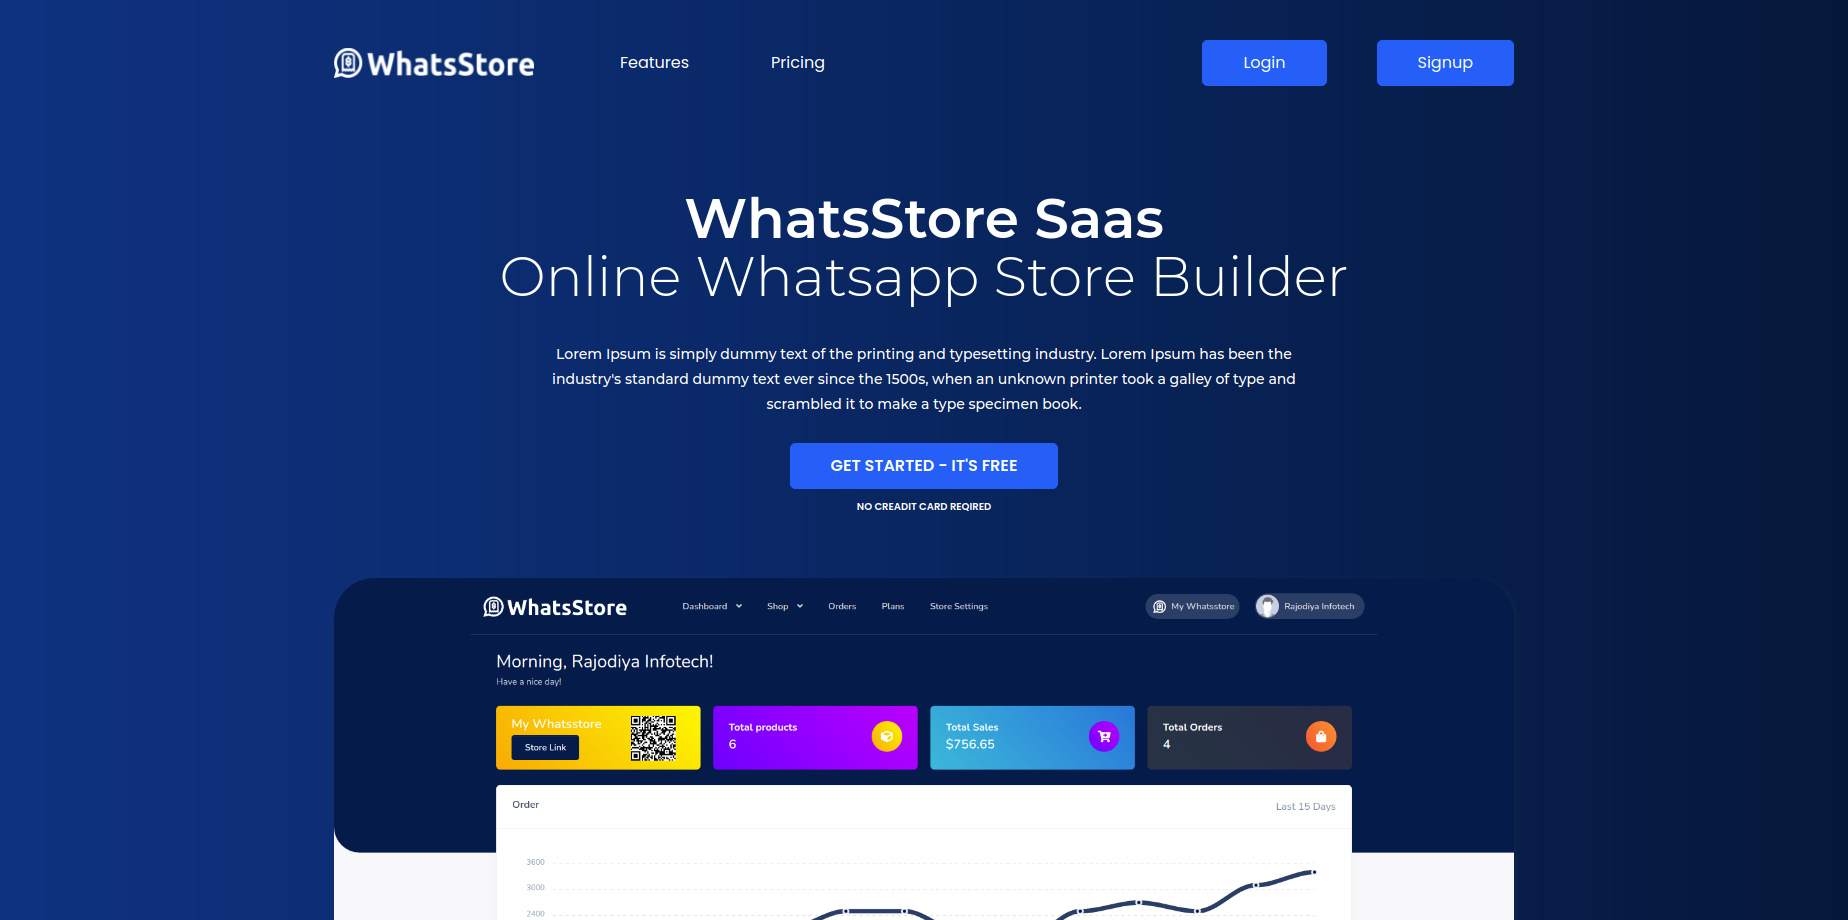 WhatsStore
Features
Pricing
Login
Signup
WhatsStore Saas
Online Whatsapp Store Builder
Lorem Ipsum is simply dummy text of the printing and typesetting industry. Lorem Ipsum has been the
industry's standard dummy text ever since the 1500s, when an unknown printer took a galley of type and
scrambled it to make a type specimen book.
GET STARTED - IT'S FREE
NO CREADIT CARD REQIRED
WhatsStore
Dashboard
Shop
Orders
Plans
Store Settings
My Whatsstore
Rajodiya Infotech
Morning, Rajodiya Infotech!
Have a nice day!
My Whatsstore
Store Link
Total products
6
Total Sales
$756.65
Total Orders
4
Order
Last 15 Days
3600
3000
2400